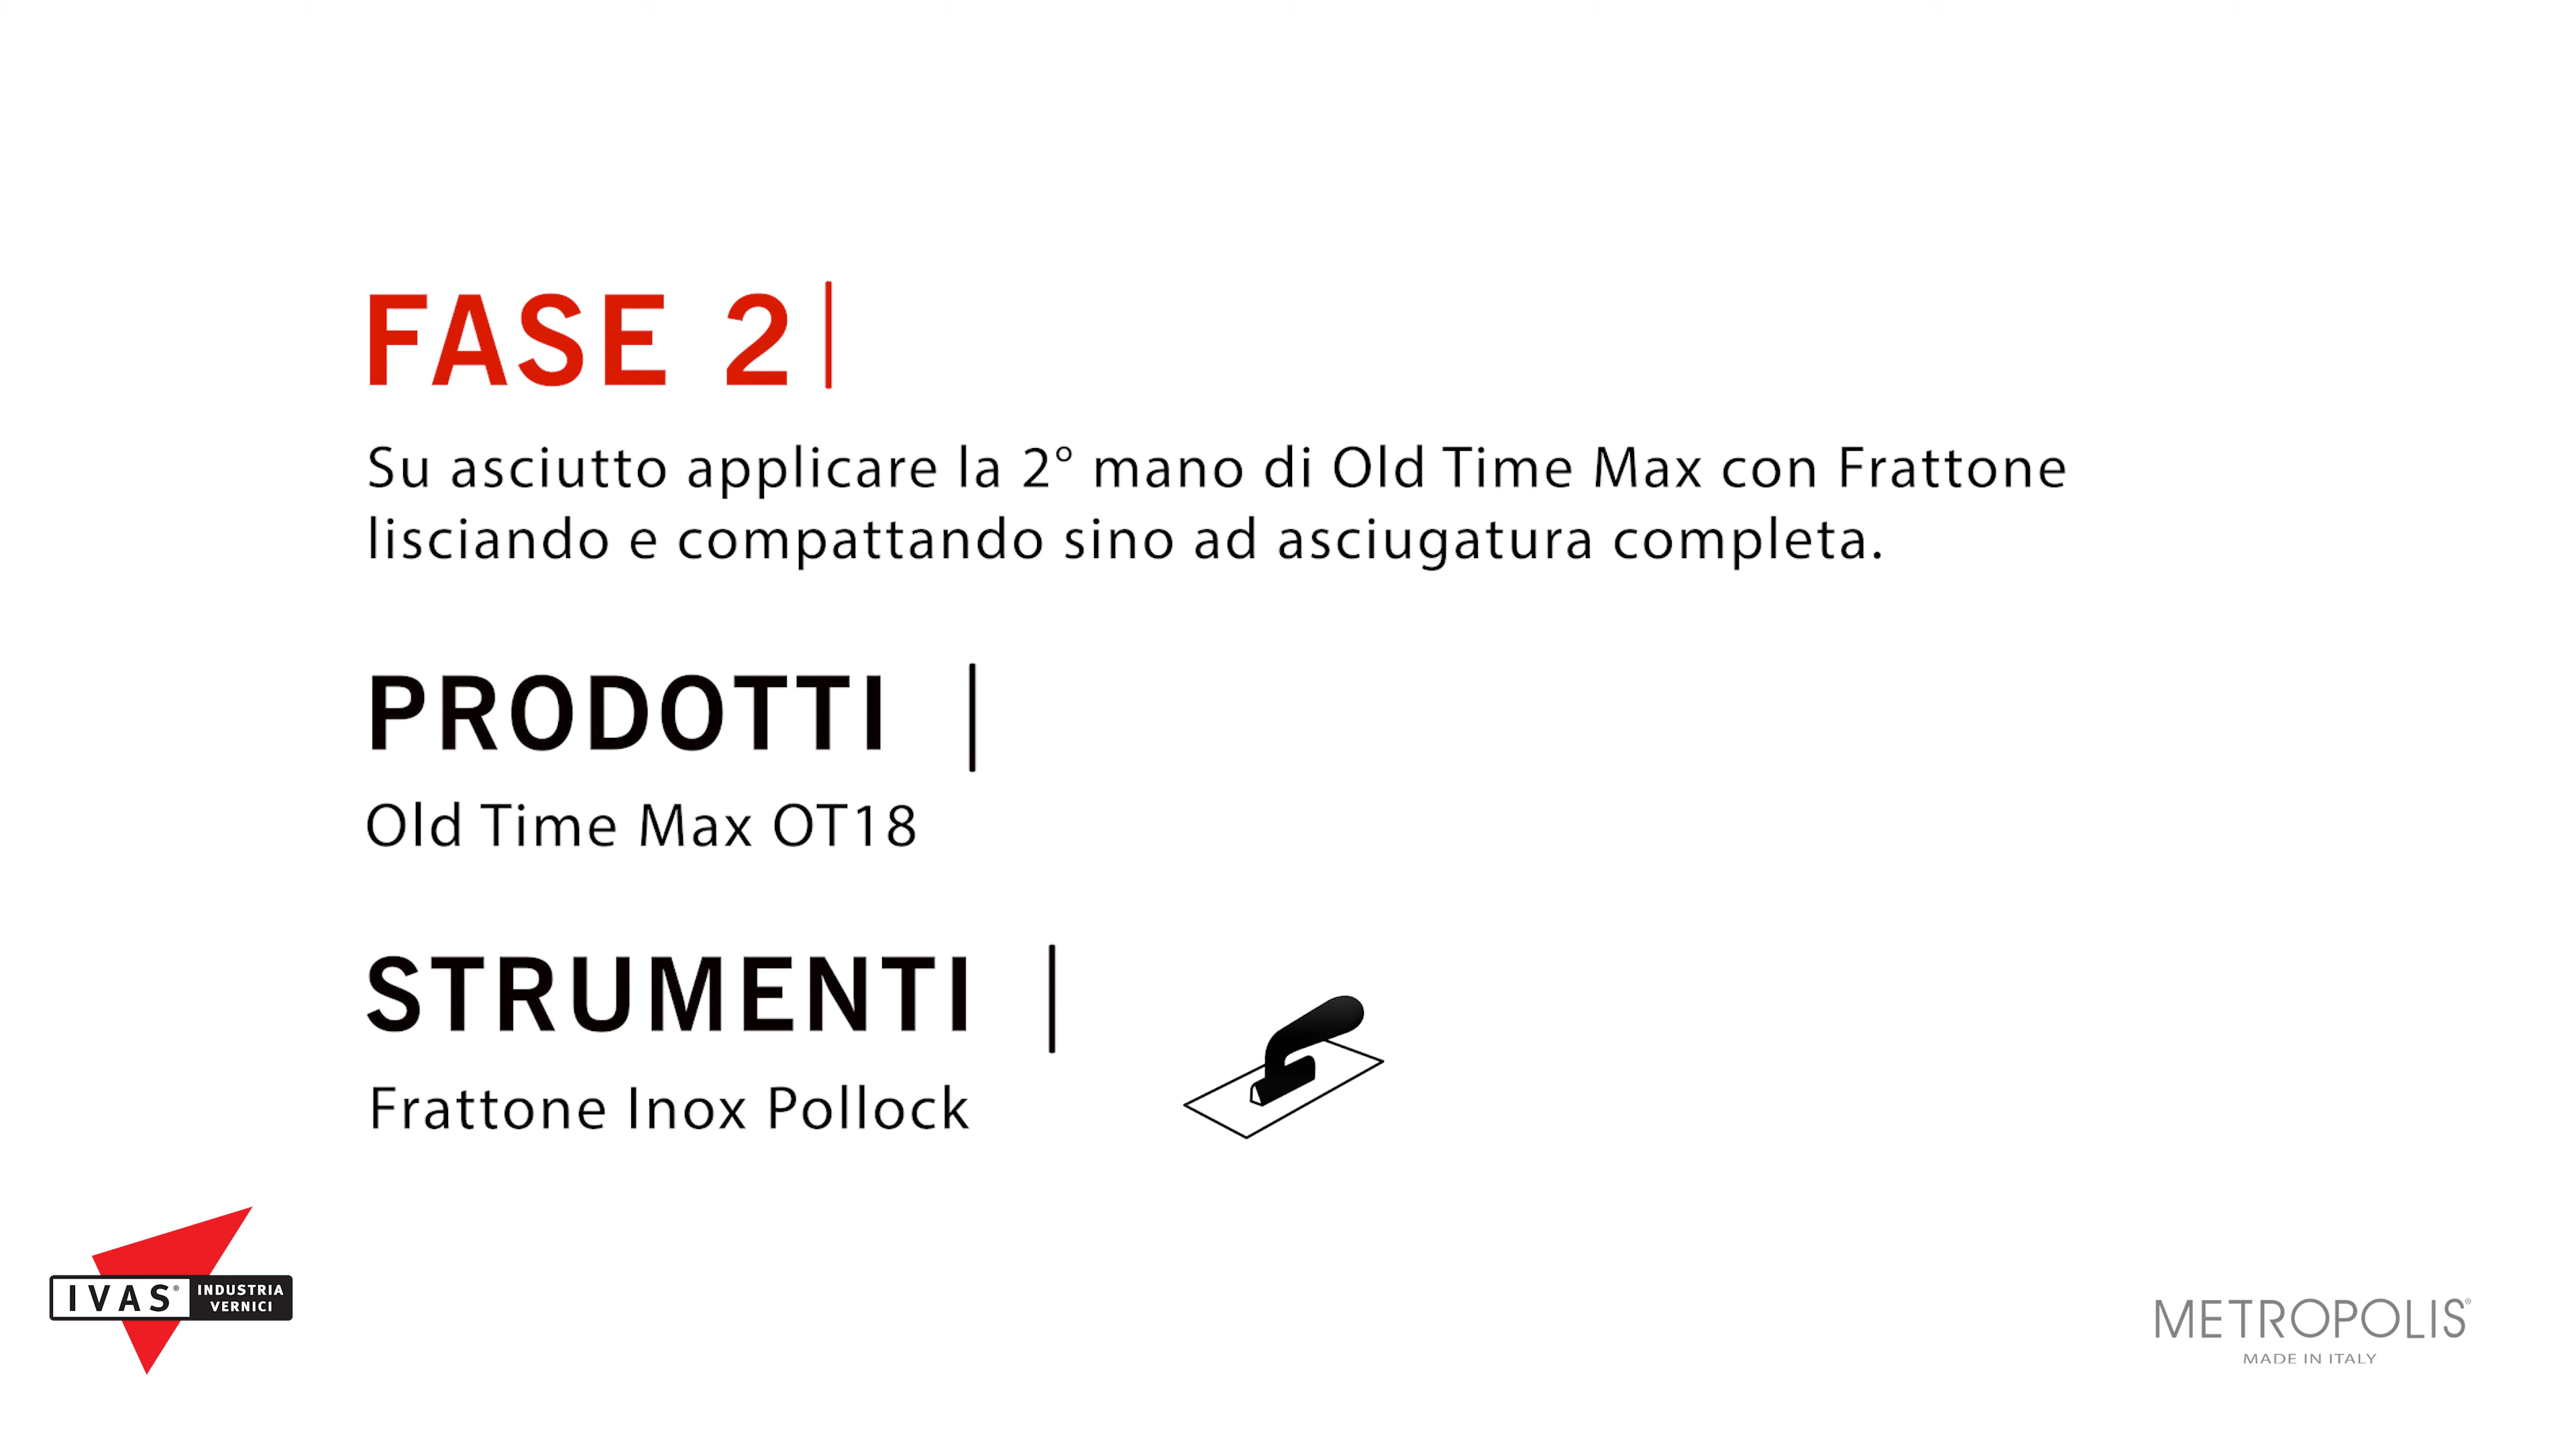 FASE 2
Su asciutto applicare la 2° mano di Old Time Max con Frattone
lisciando e compattando sino ad asciugatura completa.
PRODOTTI
Old Time Max OT18
STRUMENTI
Frattone Inox Pollock
IVAS® INDUSTRIA
VERNICI
METROPOLIS®
MADE IN ITALY